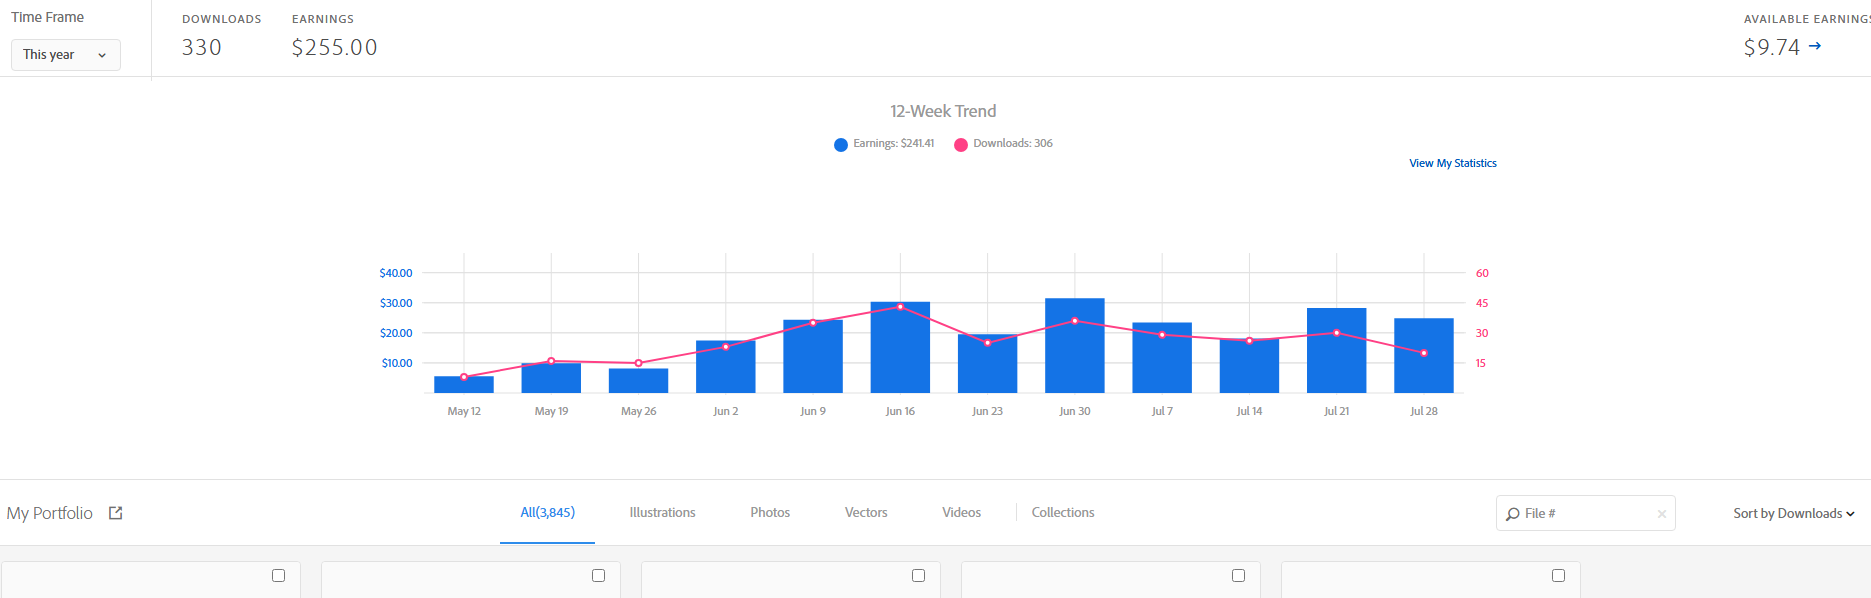 Time Frame
This year
DOWNLOADS
330
EARNINGS
$255.00
AVAILABLE EARNINGS
$9.74
12-Week Trend
Earnings: $241.41
Downloads: 306
View My Statistics
$40.00
$30.00
$20.00
$10.00
60
45
30
15
May 12 May 19 May 26 Jun 2 Jun 9 Jun 16 Jun 23 Jun 30 Jul 7 Jul 14 Jul 21 Jul 28
My Portfolio
All(3,845) Illustrations Photos Vectors Videos Collections
File #
Sort by Downloads